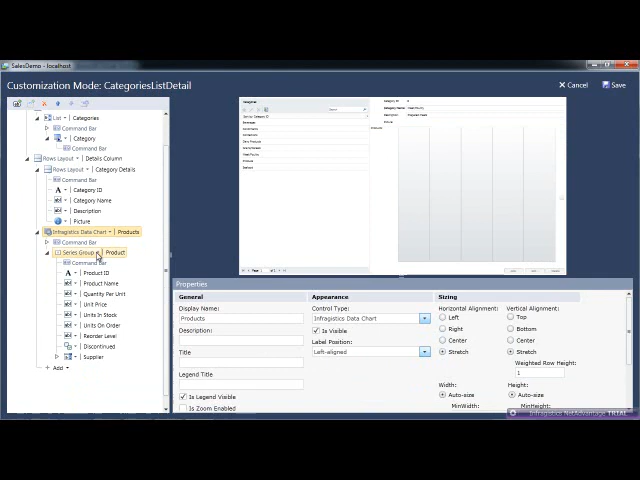 SalesDemo - localhost
Customization Mode: CategoriesListDetail
Cancel
Save
List | Categories
Command Bar
| Category
Command Bar
Rows Layout | Details Column
Rows Layout | Category Details
Command Bar
| Category ID
| Category Name
| Description
| Picture
Infragistics Data Chart | Products
Command Bar
Series Group | Product
Command Bar
| Product ID
| Product Name
| Quantity Per Unit
| Unit Price
| Units In Stock
| Units On Order
| Reorder Level
| Discontinued
| Supplier
Add
Properties
General
Display Name:
Products
Description:
Title
Legend Title
Is Legend Visible
Is Zoom Enabled
Appearance
Control Type:
Infragistics Data Chart
Is Visible
Label Position:
Left-aligned
Sizing
Horizontal Alignment:
Left
Right
Center
Stretch
Vertical Alignment:
Top
Bottom
Center
Stretch
Weighted Row Height:
1
Width:
Auto-size
MinWidth:
Height:
Auto-size
MinHeight:
Infragistics NetAdvantage TRIAL